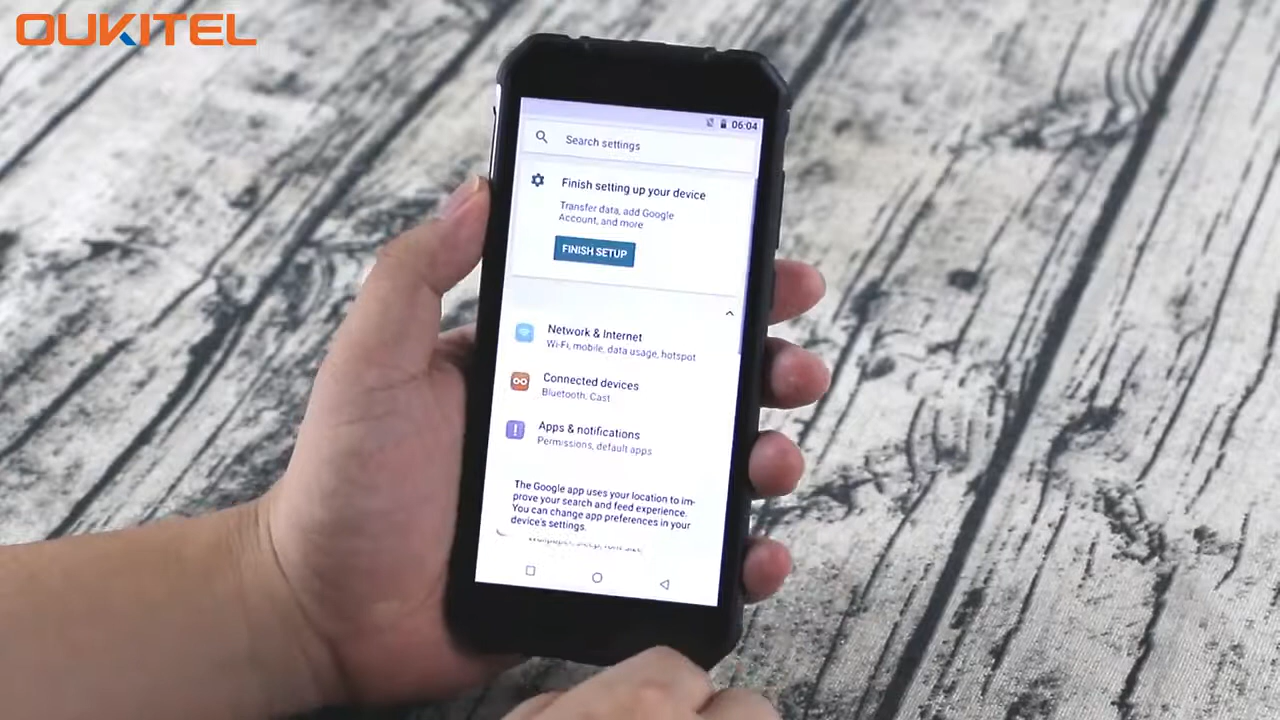 OUKITEL
06:04
Search settings
Finish setting up your device
Transfer data, add Google
Account, and more
FINISH SETUP
Network & Internet
Wi-Fi, mobile, data usage, hotspot
Connected devices
Bluetooth, Cast
Apps & notifications
Permissions, default apps
The Google app uses your location to im-
prove your search and feed experience.
You can change app preferences in your
device's settings.